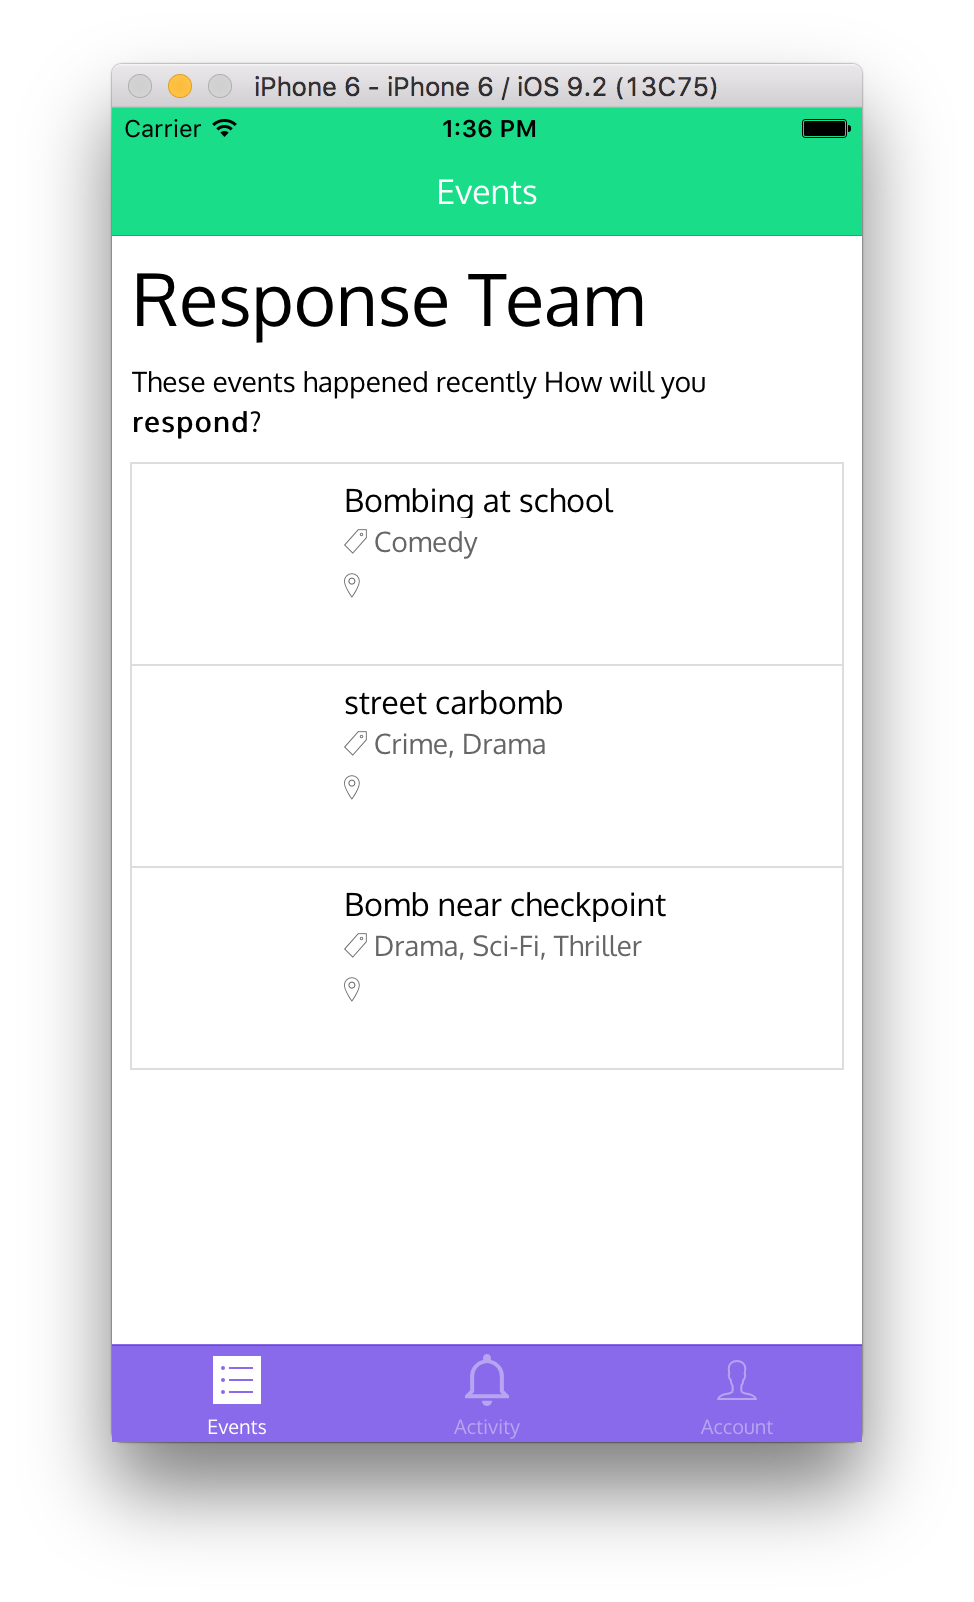 iPhone 6 - iPhone 6 / iOS 9.2 (13C75)
Carrier 1:36 PM
Events
Response Team
These events happened recently How will you
respond?
Bombing at school
Comedy
street carbomb
Crime, Drama
Bomb near checkpoint
Drama, Sci-Fi, Thriller
Events Activity Account